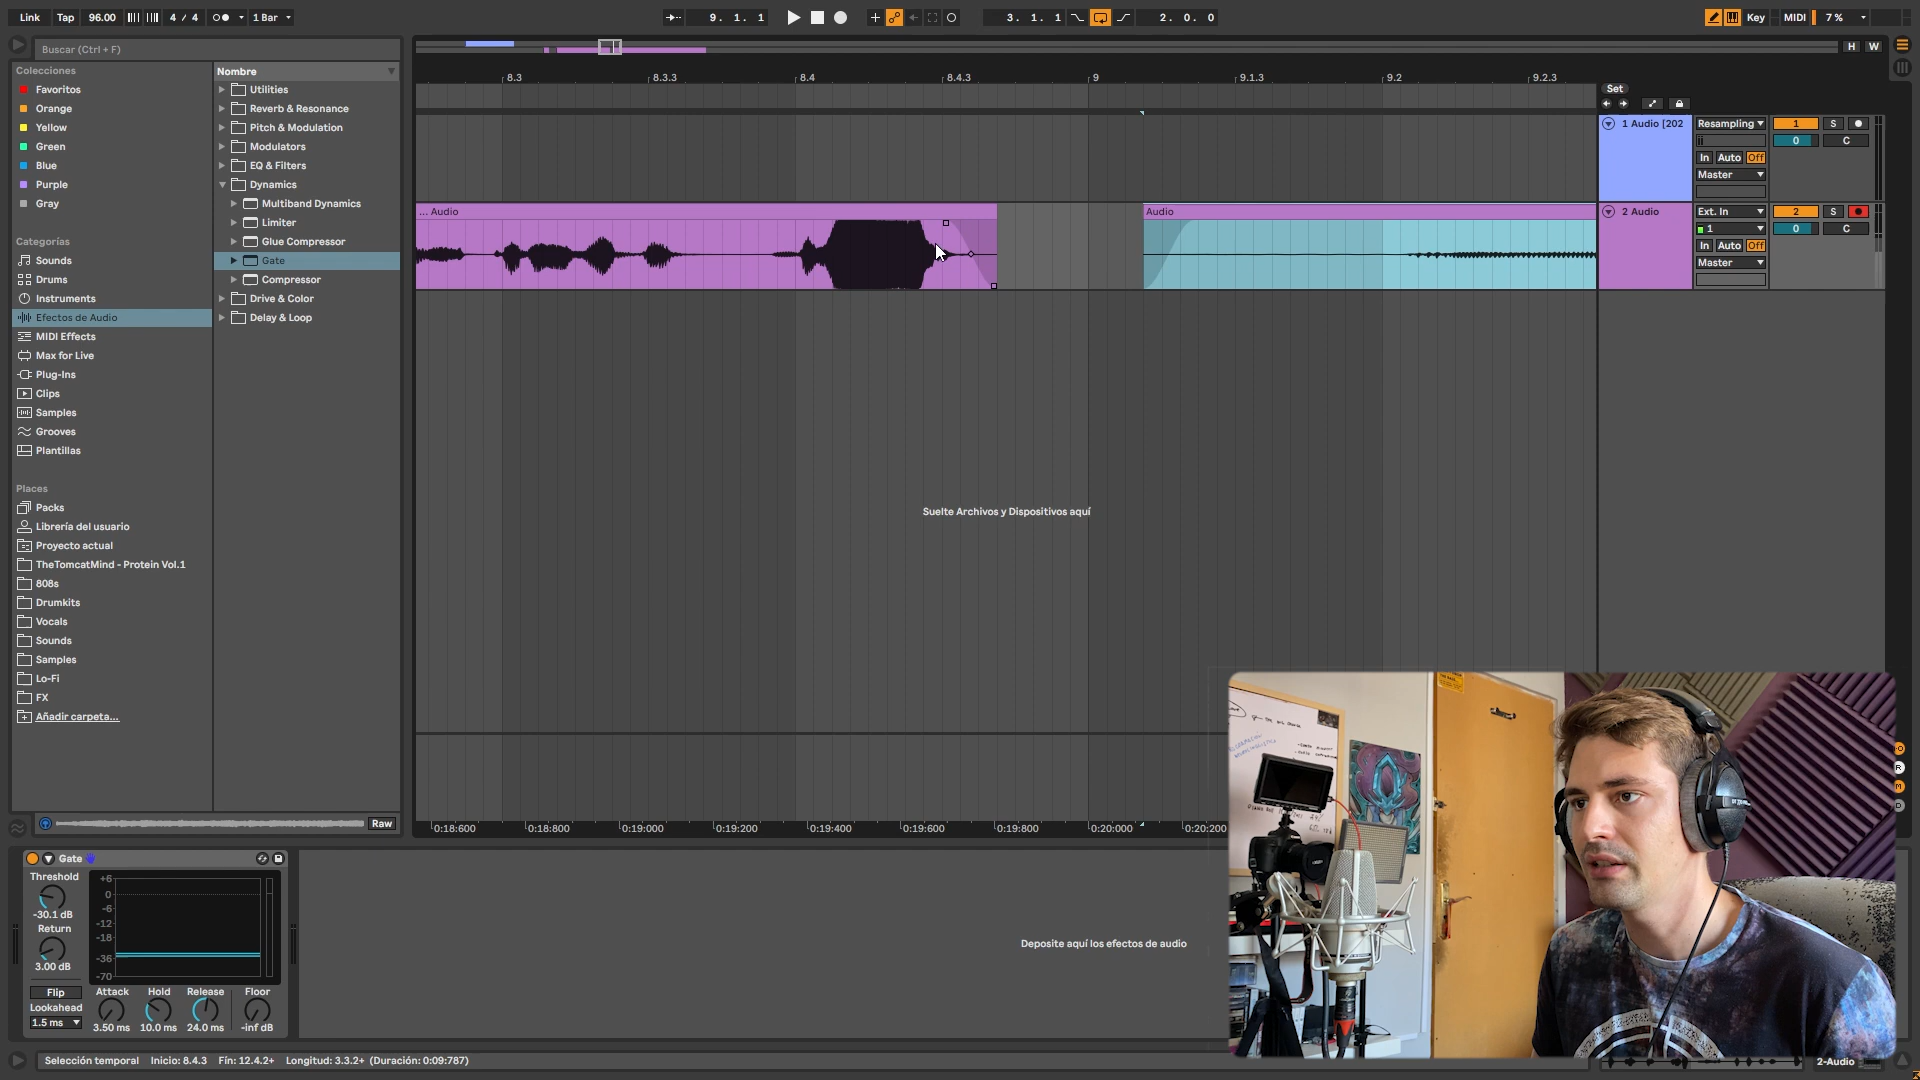 Link Tap 96.00 4 / 4 1 Bar 9. 1. 1 3. 1. 1 2. 0. 0 Key MIDI 7 %
Buscar (Ctrl + F)
H W
Colecciones
Favoritos
Orange
Yellow
Green
Blue
Purple
Gray
Categorías
Sounds
Drums
Instruments
Efectos de Audio
MIDI Effects
Max for Live
Plug-Ins
Clips
Samples
Grooves
Plantillas
Places
Packs
Librería del usuario
Proyecto actual
TheTomcatMind - Protein Vol.1
808s
Drumkits
Vocals
Sounds
Samples
Lo-Fi
FX
Añadir carpeta...
Raw
Nombre
Utilities
Reverb & Resonance
Pitch & Modulation
Modulators
EQ & Filters
Dynamics
Multiband Dynamics
Limiter
Glue Compressor
Gate
Compressor
Drive & Color
Delay & Loop
8.3 8.3.3 8.4 8.4.3 9 9.1.3 9.2 9.2.3
Set
1 Audio [202 Resampling 1 S
0 C
In Auto Off
Master
... Audio Audio
2 Audio Ext. In 2 S
1 0 C
In Auto Off
Master
Suelte Archivos y Dispositivos aquí
0:18:600 0:18:800 0:19:000 0:19:200 0:19:400 0:19:600 0:19:800 0:20:000 0:20:200
R
M
D
Gate
Threshold
-30.1 dB
Return
3.00 dB
Flip
Lookahead
1.5 ms
+6
0
-6
-12
-18
-36
-70
Attack Hold Release Floor
3.50 ms 10.0 ms 24.0 ms -inf dB
Deposite aquí los efectos de audio
Selección temporal Inicio: 8.4.3 Fín: 12.4.2+ Longitud: 3.3.2+ (Duración: 0:09:787)
2-Audio